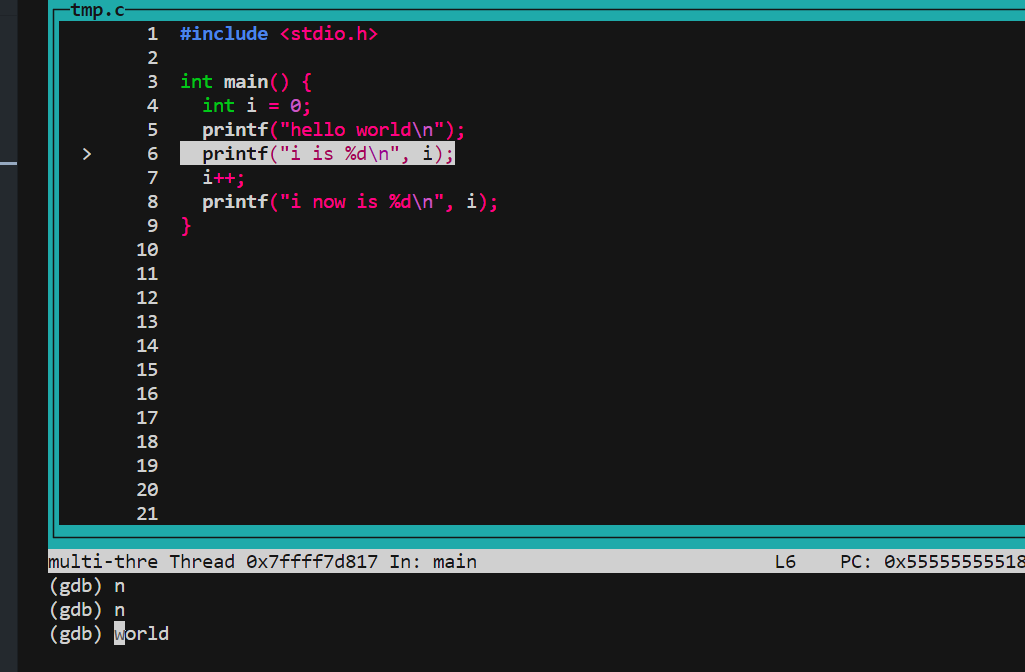 tmp.c
1 #include <stdio.h>
2
3 int main() {
4   int i = 0;
5   printf("hello world\n");
> 6   printf("i is %d\n", i);
7   i++;
8   printf("i now is %d\n", i);
9 }
10
11
12
13
14
15
16
17
18
19
20
21
multi-thre Thread 0x7ffff7d817 In: main L6 PC: 0x55555555518
(gdb) n
(gdb) n
(gdb) world